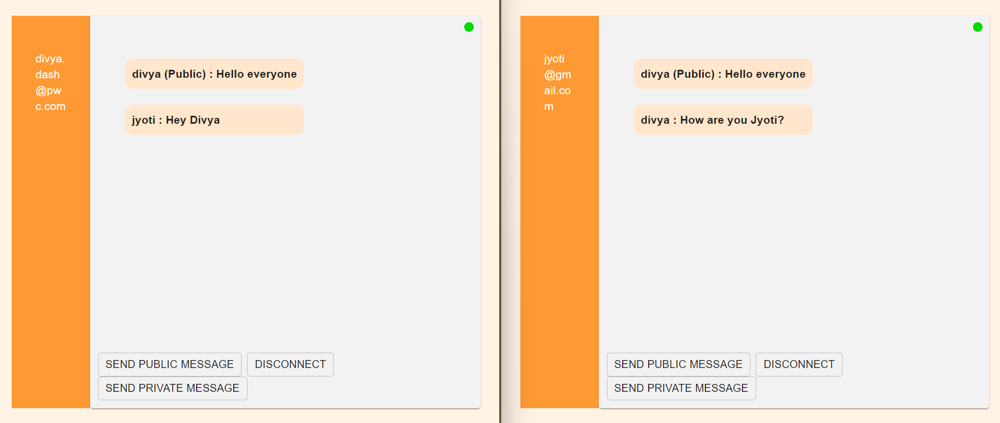 divya.
dash
@pw
c.com
divya (Public) : Hello everyone
jyoti : Hey Divya
SEND PUBLIC MESSAGE
DISCONNECT
SEND PRIVATE MESSAGE
jyoti
@gm
ail.co
m
divya (Public) : Hello everyone
divya : How are you Jyoti?
SEND PUBLIC MESSAGE
DISCONNECT
SEND PRIVATE MESSAGE